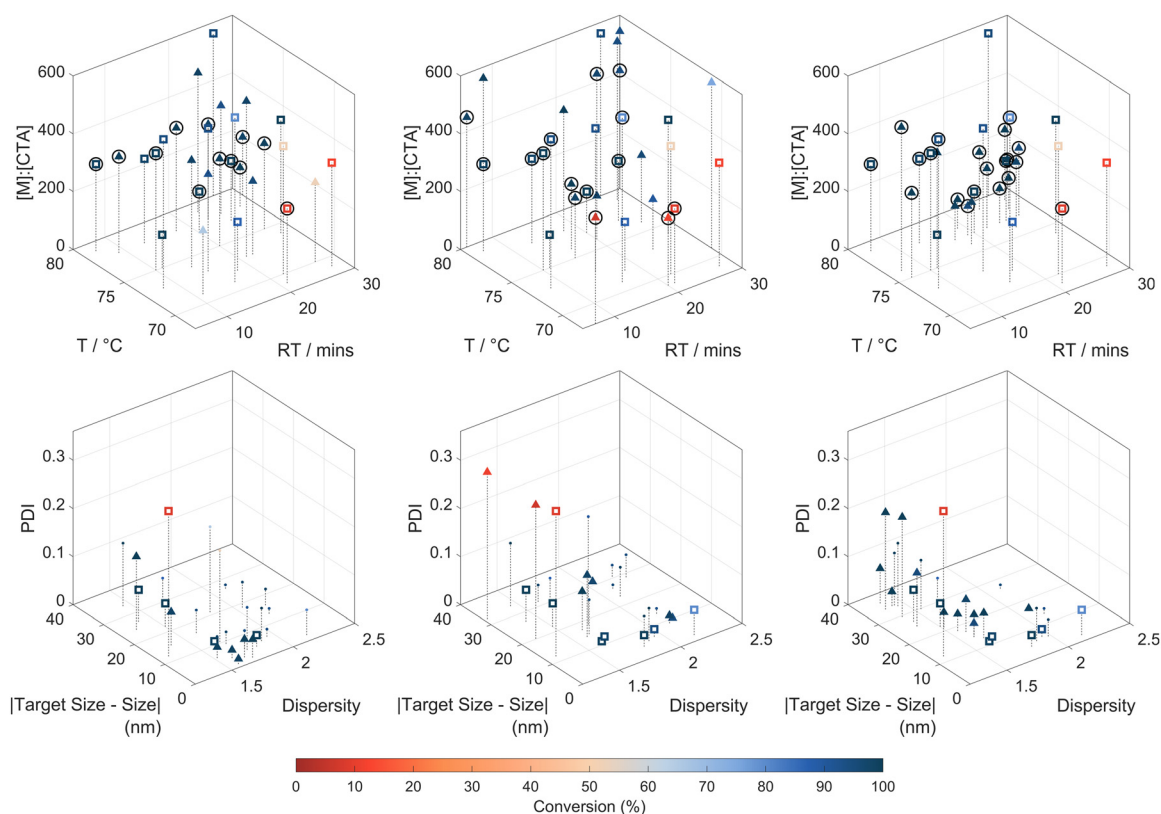 600
400
200
0
[M]:[CTA]
80
75
70
T / °C
10
20
30
RT / mins
600
400
200
0
[M]:[CTA]
80
75
70
T / °C
10
20
30
RT / mins
600
400
200
0
[M]:[CTA]
80
75
70
T / °C
10
20
30
RT / mins
0.3
0.2
0.1
0
PDI
40
30
20
10
0
|Target Size - Size|
(nm)
1.5
2
2.5
Dispersity
0.3
0.2
0.1
0
PDI
40
30
20
10
0
|Target Size - Size|
(nm)
1.5
2
2.5
Dispersity
0.3
0.2
0.1
0
PDI
40
30
20
10
0
|Target Size - Size|
(nm)
1.5
2
2.5
Dispersity
0 10 20 30 40 50 60 70 80 90 100
Conversion (%)